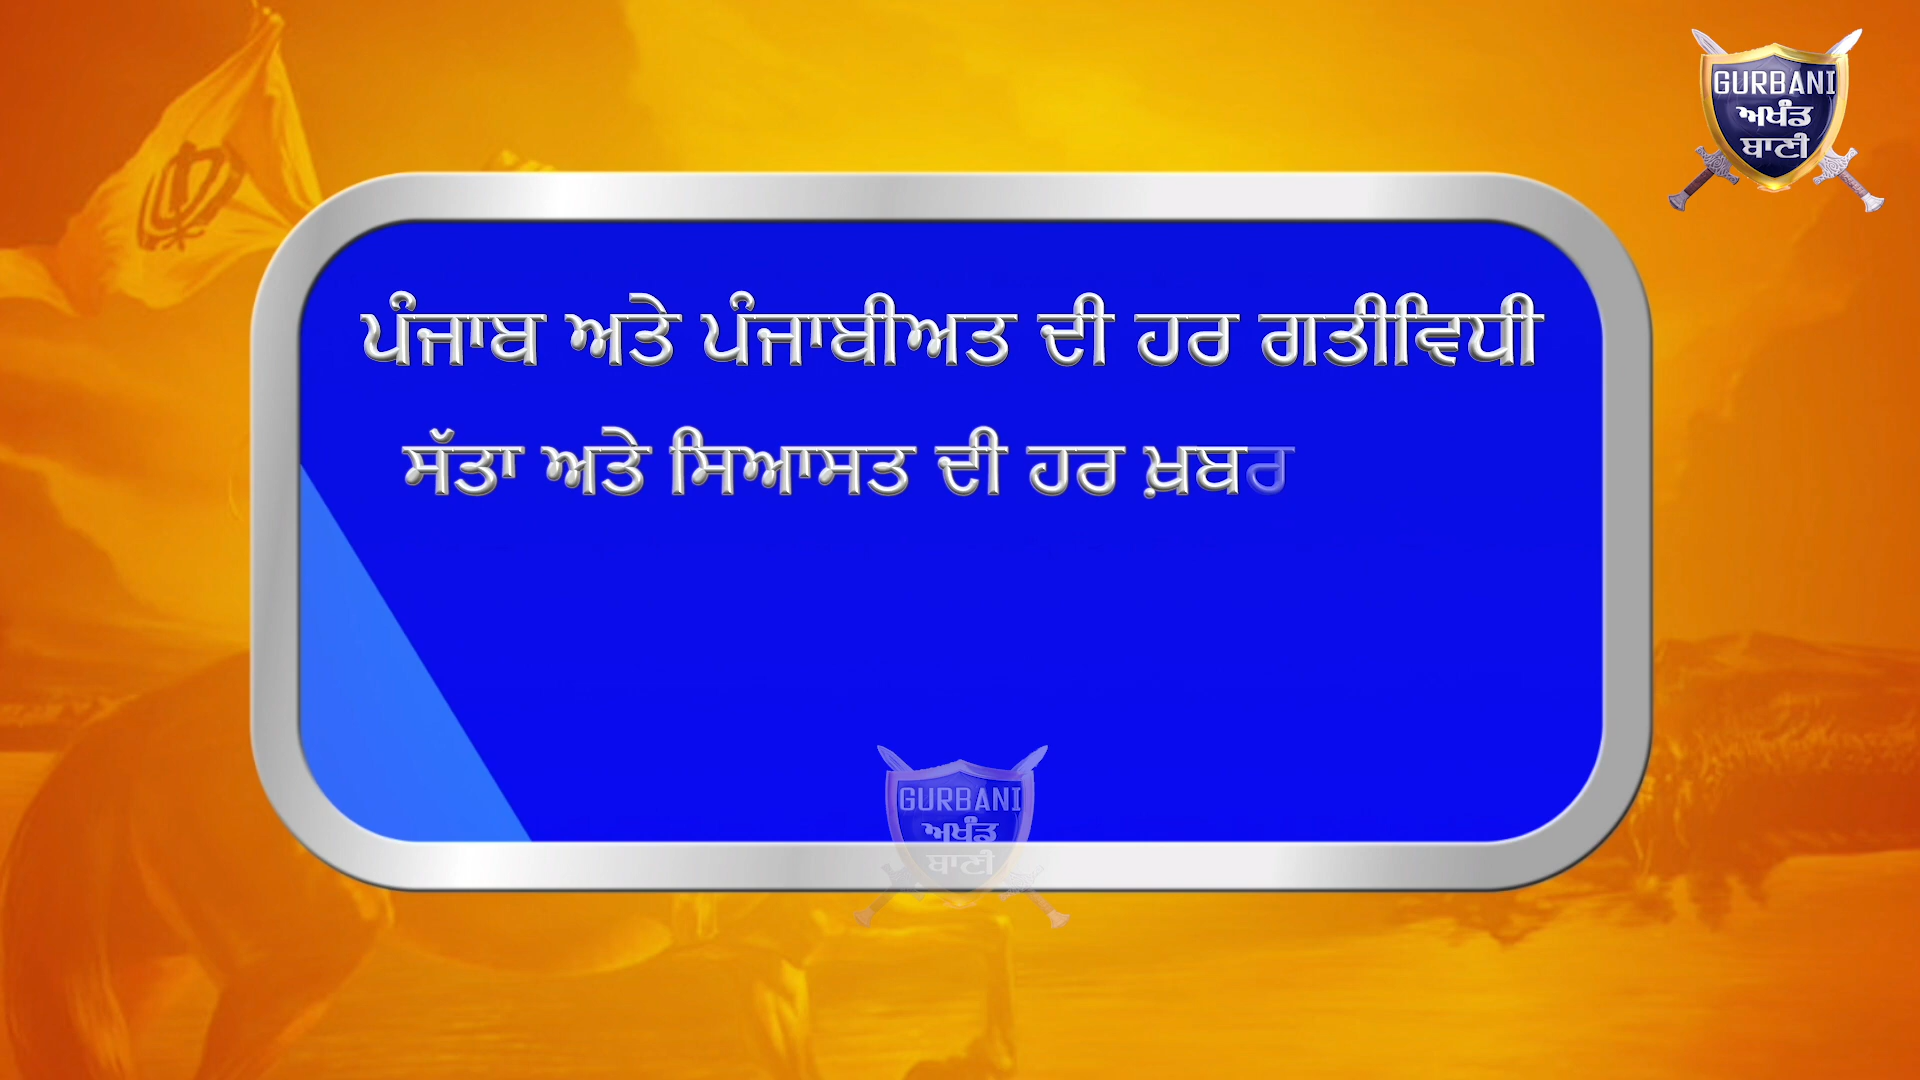 GURBANI
ਅਖੰਡ
ਬਾਣੀ
ਪੰਜਾਬ ਅਤੇ ਪੰਜਾਬੀਅਤ ਦੀ ਹਰ ਗਤੀਵਿਧੀ
ਸੱਤਾ ਅਤੇ ਸਿਆਸਤ ਦੀ ਹਰ ਖ਼ਬਰ
GURBANI
ਅਖੰਡ
ਬਾਣੀ